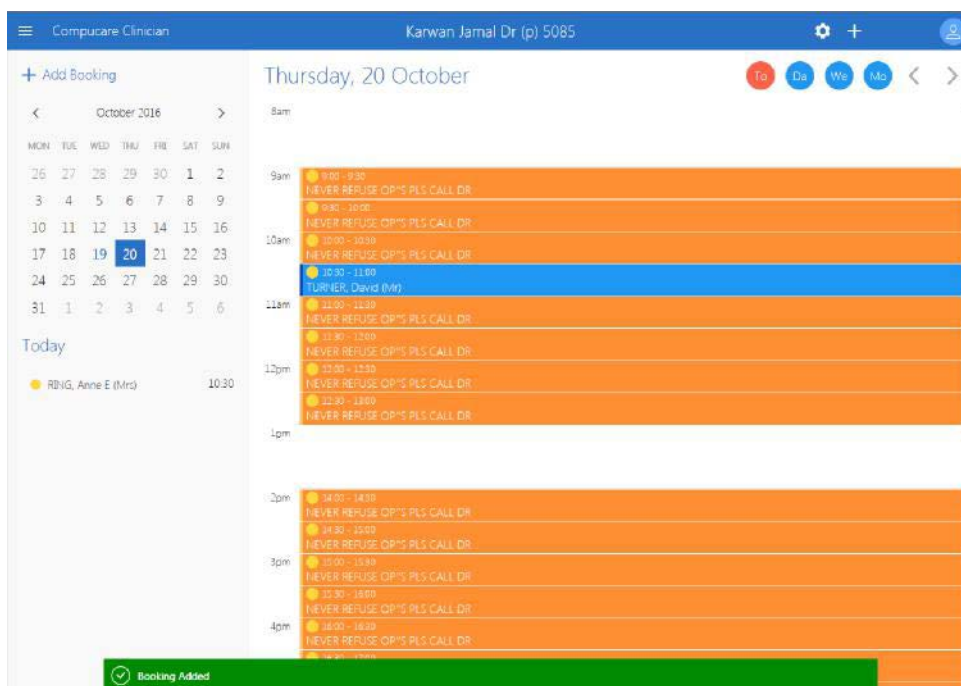 Compucare Clinician
Karwan Jamal Dr (p) 5085
+ Add Booking
October 2016
MON TUE WED THU FRI SAT SUN
26 27 28 29 30 1 2
3 4 5 6 7 8 9
10 11 12 13 14 15 16
17 18 19 20 21 22 23
24 25 26 27 28 29 30
31 1 2 3 4 5 6
Today
RING, Anne E (Mrs) 10:30
Thursday, 20 October
To Da We Mo
8am
9am
9:00 - 9:30
NEVER REFUSE OP"S PLS CALL DR
9:30 - 10:00
NEVER REFUSE OP"S PLS CALL DR
10am
10:00 - 10:30
NEVER REFUSE OP"S PLS CALL DR
10:30 - 11:00
TURNER, David (Mr)
11am
11:00 - 11:30
NEVER REFUSE OP"S PLS CALL DR
11:30 - 12:00
NEVER REFUSE OP"S PLS CALL DR
12pm
12:00 - 12:30
NEVER REFUSE OP"S PLS CALL DR
12:30 - 13:00
NEVER REFUSE OP"S PLS CALL DR
1pm
2pm
14:00 - 14:30
NEVER REFUSE OP"S PLS CALL DR
14:30 - 15:00
NEVER REFUSE OP"S PLS CALL DR
3pm
15:00 - 15:30
NEVER REFUSE OP"S PLS CALL DR
15:30 - 16:00
NEVER REFUSE OP"S PLS CALL DR
4pm
16:00 - 16:30
NEVER REFUSE OP"S PLS CALL DR
Booking Added